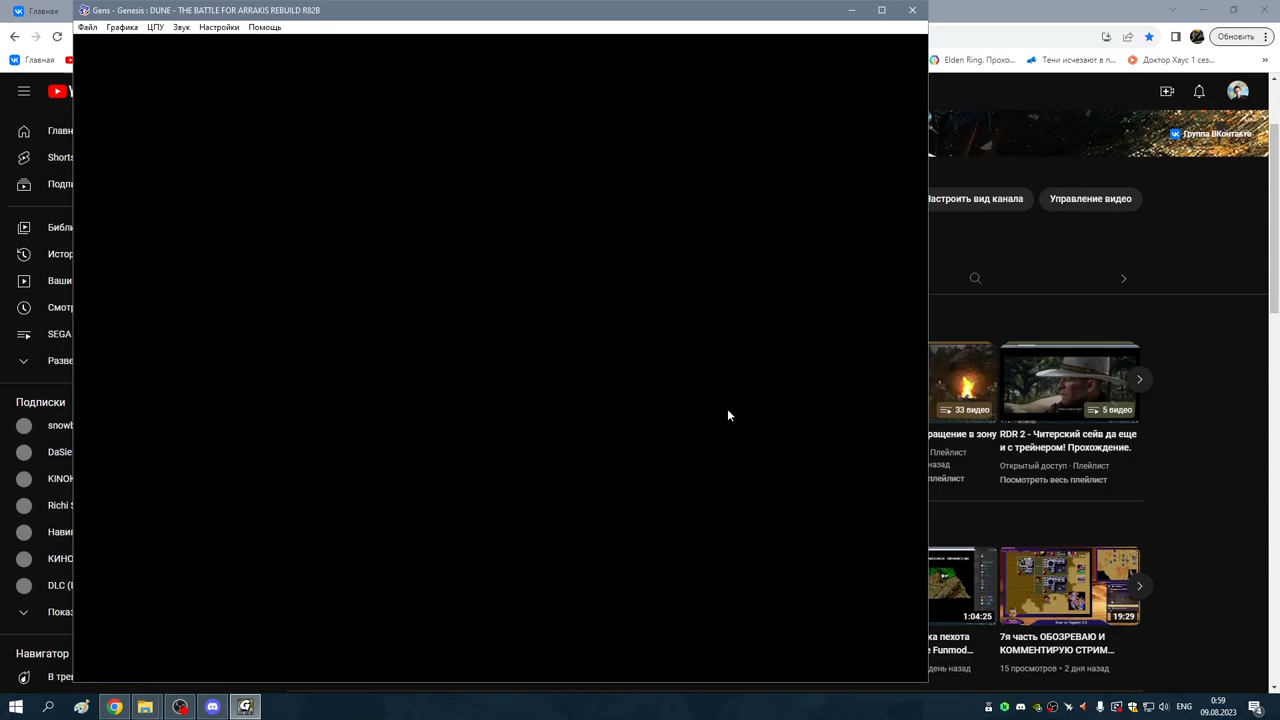 Главная
Gens - Genesis : DUNE - THE BATTLE FOR ARRAKIS REBUILD R82B
Файл Графика ЦПУ Звук Настройки Помощь
Обновить
Главная
Elden Ring. Прохо...
Тени исчезают в п...
Доктор Хаус 1 сез...
»
Главн
Shorts
Подпи
Библи
Истор
Ваши
Смотр
SEGA
Разве
Подписки
snowb
DaSie
KINOK
Richi S
Навиг
КИНО
DLC (I
Показ
Навигатор
В трен
Группа ВКонтакте
Настроить вид канала
Управление видео
33 видео
5 видео
ращение в зону
Плейлист
назад
плейлист
RDR 2 - Читерский сейв да еще
и с трейнером! Прохождение.
Открытый доступ · Плейлист
Посмотреть весь плейлист
1:04:25
19:29
ка пехота
e Funmod...
день назад
7я часть ОБОЗРЕВАЮ И
КОММЕНТИРУЮ СТРИМ...
15 просмотров · 2 дня назад
ENG
0:59
09.08.2023
4